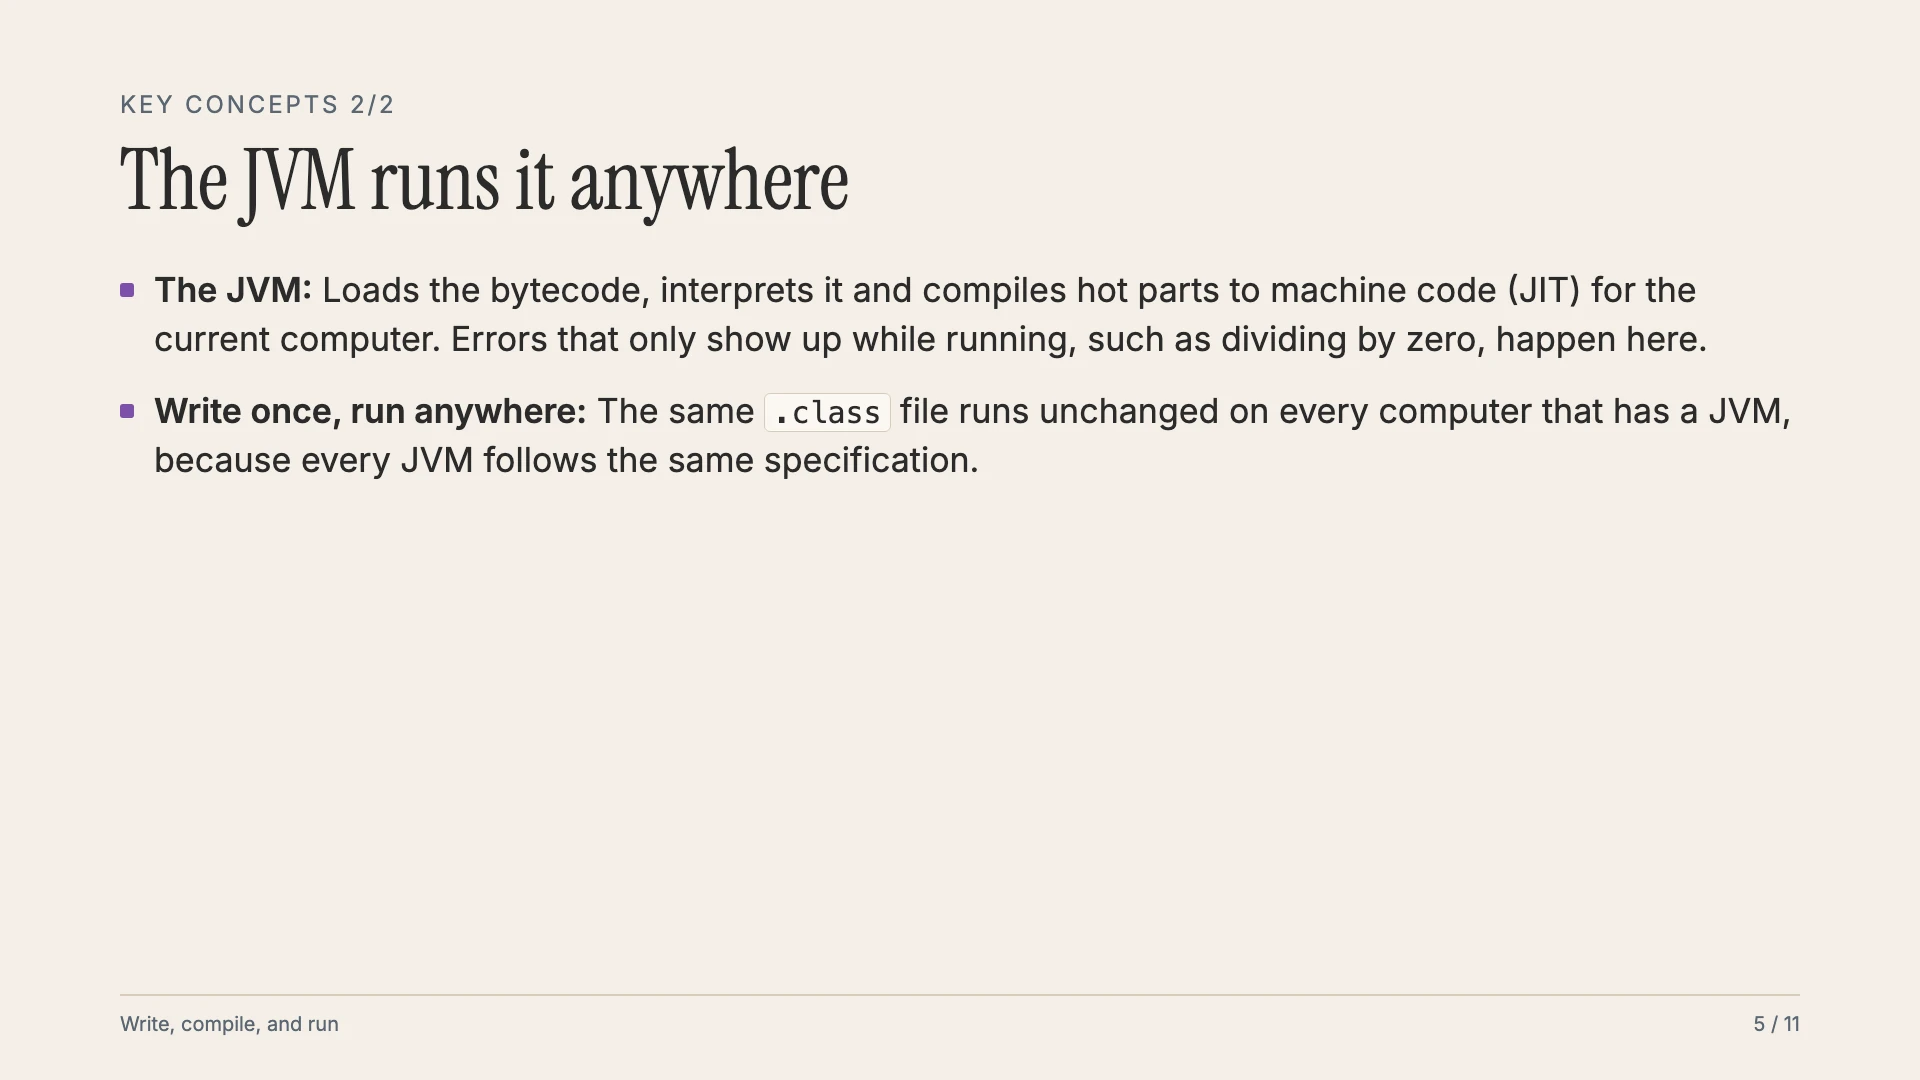 KEY CONCEPTS 2/2
The JVM runs it anywhere
The JVM: Loads the bytecode, interprets it and compiles hot parts to machine code (JIT) for the
current computer. Errors that only show up while running, such as dividing by zero, happen here.
Write once, run anywhere: The same .class file runs unchanged on every computer that has a JVM,
because every JVM follows the same specification.
Write, compile, and run
5 / 11